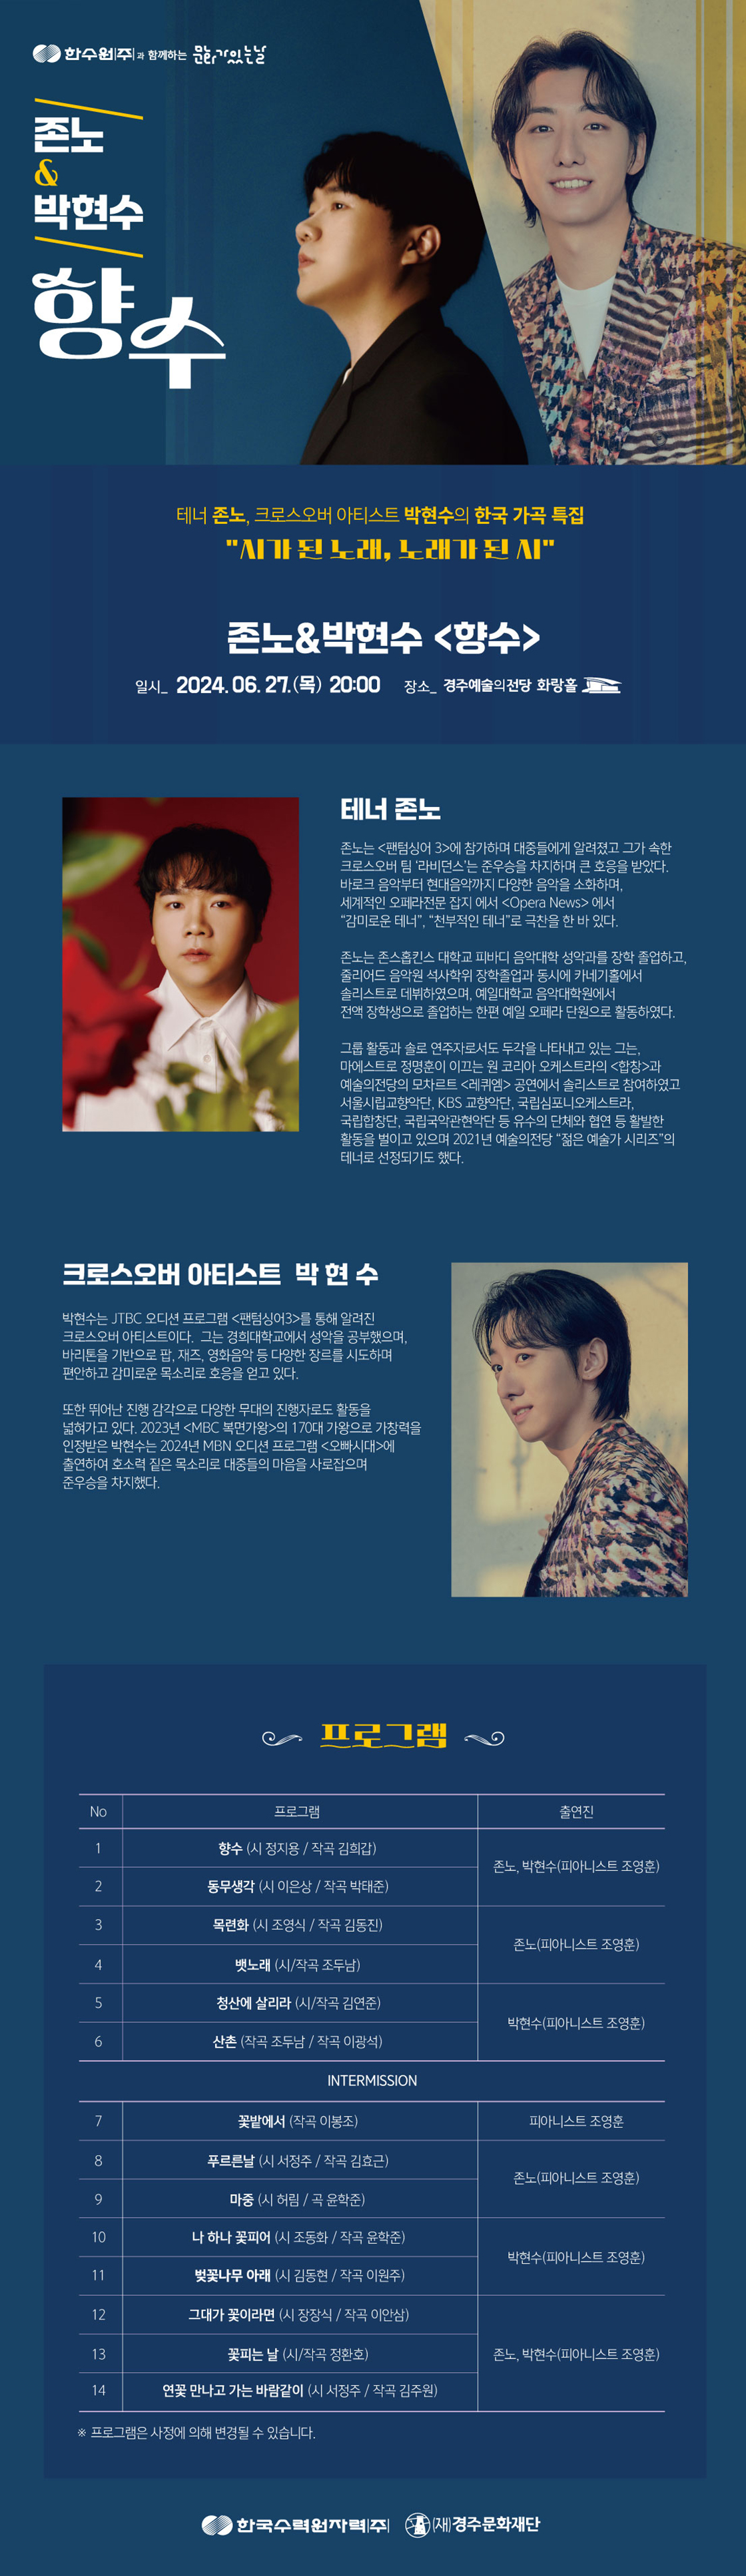 한수원(주)과 함께하는 문화가있는날
존노
&
박현수
향수
테너 존노, 크로스오버 아티스트 박현수의 한국 가곡 특집
"시가 된 노래, 노래가 된 시"
존노&박현수 <향수>
일시_ 2024. 06. 27.(목) 20:00 장소_ 경주예술의전당 화랑홀
테너 존노
존노는 <팬텀싱어 3>에 참가하며 대중들에게 알려졌고 그가 속한
크로스오버 팀 '라비던스'는 준우승을 차지하며 큰 호응을 받았다.
바로크 음악부터 현대음악까지 다양한 음악을 소화하며,
세계적인 오페라전문 잡지 에서 <Opera News> 에서
“감미로운 테너”, “천부적인 테너”로 극찬을 한 바 있다.
존노는 존스홉킨스 대학교 피바디 음악대학 성악과를 장학 졸업하고,
줄리어드 음악원 석사학위 장학졸업과 동시에 카네기홀에서
솔리스트로 데뷔하였으며, 예일대학교 음악대학원에서
전액 장학생으로 졸업하는 한편 예일 오페라 단원으로 활동하였다.
그룹 활동과 솔로 연주자로서도 두각을 나타내고 있는 그는,
마에스트로 정명훈이 이끄는 원 코리아 오케스트라의 <합창>과
예술의전당의 모차르트 <레퀴엠> 공연에서 솔리스트로 참여하였고
서울시립교향악단, KBS 교향악단, 국립심포니오케스트라,
국립합창단, 국립국악관현악단 등 유수의 단체와 협연 등 활발한
활동을 벌이고 있으며 2021년 예술의전당 “젊은 예술가 시리즈”의
테너로 선정되기도 했다.
크로스오버 아티스트 박 현 수
박현수는 JTBC 오디션 프로그램 <팬텀싱어3>를 통해 알려진
크로스오버 아티스트이다. 그는 경희대학교에서 성악을 공부했으며,
바리톤을 기반으로 팝, 재즈, 영화음악 등 다양한 장르를 시도하며
편안하고 감미로운 목소리로 호응을 얻고 있다.
또한 뛰어난 진행 감각으로 다양한 무대의 진행자로도 활동을
넓혀가고 있다. 2023년 <MBC 복면가왕>의 170대 가왕으로 가창력을
인정받은 박현수는 2024년 MBN 오디션 프로그램 <오빠시대>에
출연하여 호소력 짙은 목소리로 대중들의 마음을 사로잡으며
준우승을 차지했다.
프로그램
No 프로그램 출연진
1 향수 (시 정지용 / 작곡 김희갑)
존노, 박현수(피아니스트 조영훈)
2 동무생각 (시 이은상 / 작곡 박태준)
3 목련화 (시 조영식 / 작곡 김동진)
존노(피아니스트 조영훈)
4 뱃노래 (시/작곡 조두남)
5 청산에 살리라 (시/작곡 김연준)
박현수(피아니스트 조영훈)
6 산촌 (작곡 조두남 / 작곡 이광석)
INTERMISSION
7 꽃밭에서 (작곡 이봉조) 피아니스트 조영훈
8 푸르른날 (시 서정주 / 작곡 김효근)
존노(피아니스트 조영훈)
9 마중 (시 허림 / 곡 윤학준)
10 나 하나 꽃피어 (시 조동화 / 작곡 윤학준)
박현수(피아니스트 조영훈)
11 벚꽃나무 아래 (시 김동현 / 작곡 이원주)
12 그대가 꽃이라면 (시 장장식 / 작곡 이안삼)
13 꽃피는 날 (시/작곡 정환호) 존노, 박현수(피아니스트 조영훈)
14 연꽃 만나고 가는 바람같이 (시 서정주 / 작곡 김주원)
※ 프로그램은 사정에 의해 변경될 수 있습니다.
한국수력원자력(주) (재)경주문화재단